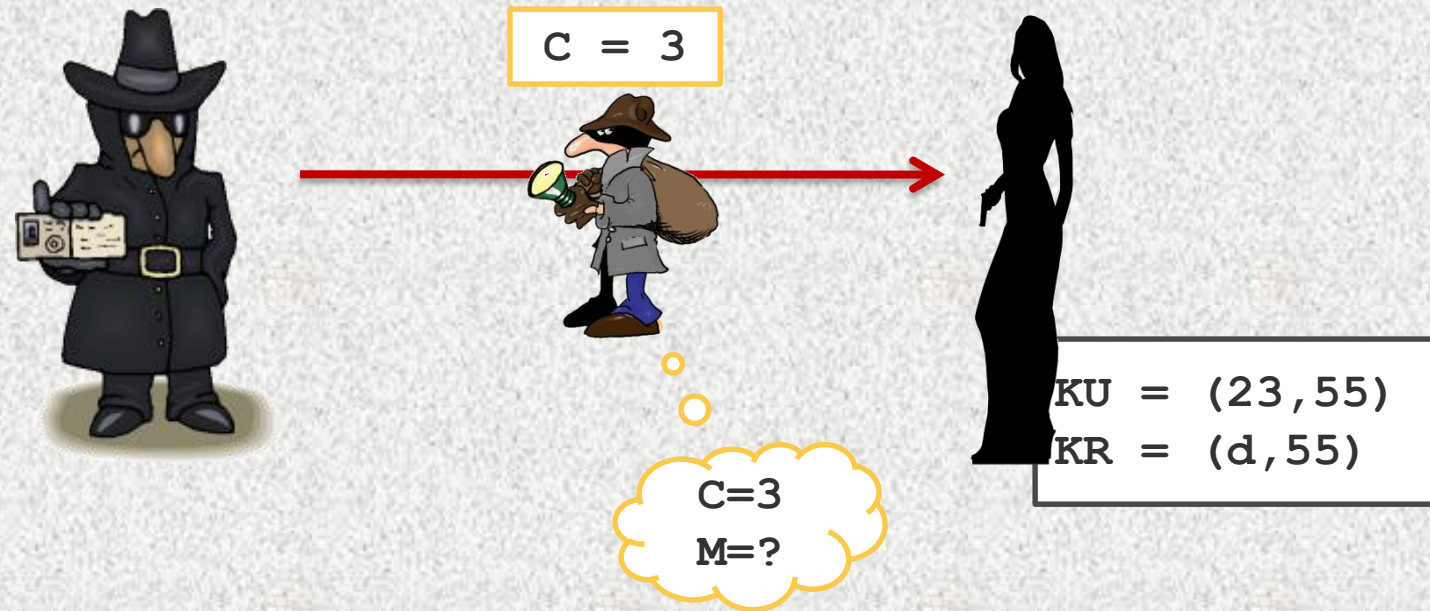 C = 3
KU = (23,55)
KR = (d,55)
C=3
M=?